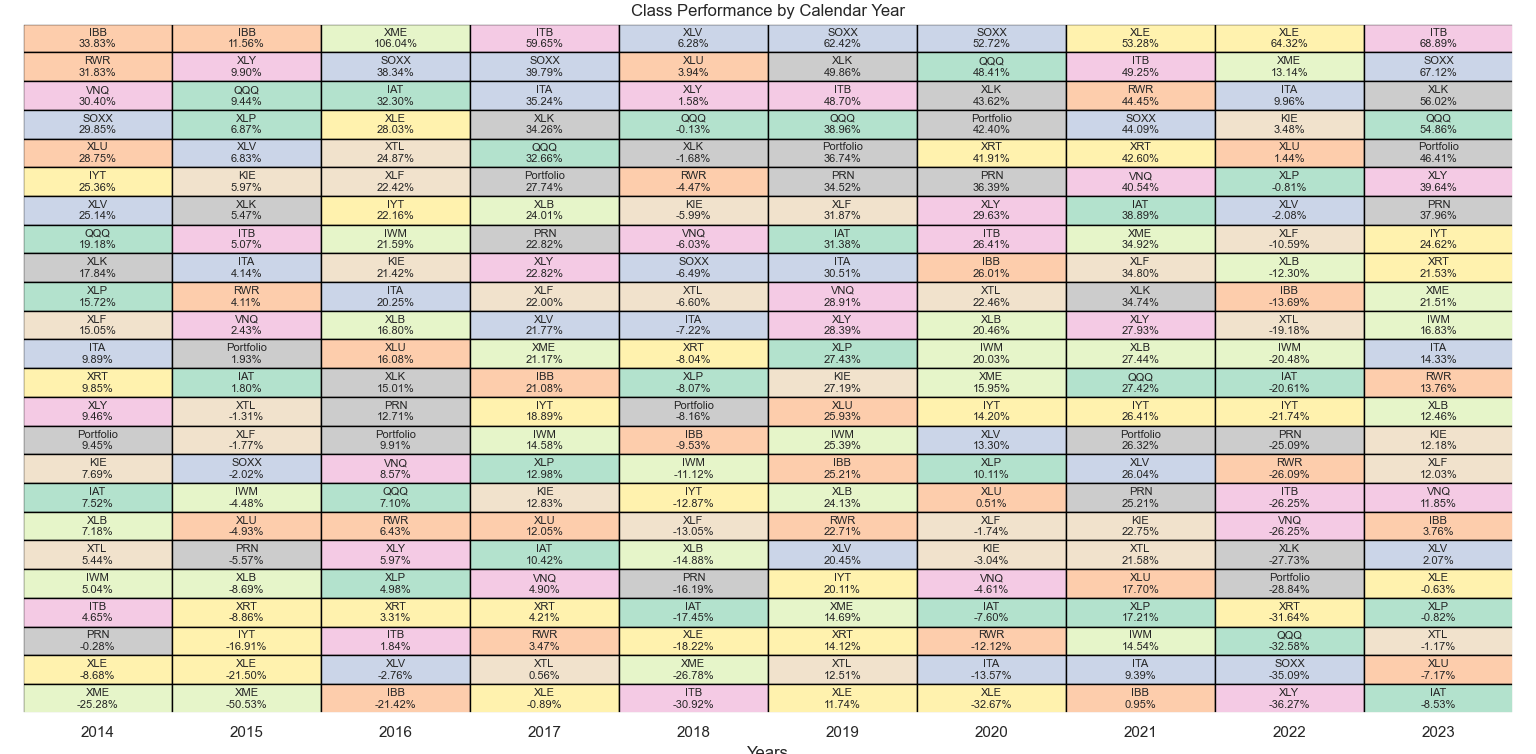 Class Performance by Calendar Year
IBB IBB XME ITB XLV SOXX SOXX XLE XLE ITB
33.83% 11.56% 106.04% 59.65% 6.28% 62.42% 52.72% 53.28% 64.32% 68.89%
RWR XLY SOXX SOXX XLU XLK QQQ ITB XME SOXX
31.83% 9.90% 38.34% 39.79% 3.94% 49.86% 48.41% 49.25% 13.14% 67.12%
VNQ QQQ IAT ITA XLY ITB XLK RWR ITA XLK
30.40% 9.44% 32.30% 35.24% 1.58% 48.70% 43.62% 44.45% 9.96% 56.02%
SOXX XLP XLE XLK QQQ QQQ Portfolio SOXX KIE QQQ
29.85% 6.87% 28.03% 34.26% -0.13% 38.96% 42.40% 44.09% 3.48% 54.86%
XLU XLV XTL QQQ XLK Portfolio XRT XRT XLU Portfolio
28.75% 6.83% 24.87% 32.66% -1.68% 36.74% 41.91% 42.60% 1.44% 46.41%
IYT KIE XLF Portfolio RWR PRN PRN VNQ XLP XLY
25.36% 5.97% 22.42% 27.74% -4.47% 34.52% 36.39% 40.54% -0.81% 39.64%
XLV XLK IYT XLB KIE XLF XLY IAT XLV PRN
25.14% 5.47% 22.16% 24.01% -5.99% 31.87% 29.63% 38.89% -2.08% 37.96%
QQQ ITB IWM PRN VNQ IAT ITB XME XLF IYT
19.18% 5.07% 21.59% 22.82% -6.03% 31.38% 26.41% 34.92% -10.59% 24.62%
XLK ITA KIE XLY SOXX ITA IBB XLF XLB XRT
17.84% 4.14% 21.42% 22.82% -6.49% 30.51% 26.01% 34.80% -12.30% 21.53%
XLP RWR ITA XLF XTL VNQ XTL XLK IBB XME
15.72% 4.11% 20.25% 22.00% -6.60% 28.91% 22.46% 34.74% -13.69% 21.51%
XLF VNQ XLB XLV ITA XLY XLB XLY XTL IWM
15.05% 2.43% 16.80% 21.77% -7.22% 28.39% 20.46% 27.93% -19.18% 16.83%
ITA Portfolio XLU XME XRT XLP IWM XLB IWM ITA
9.89% 1.93% 16.08% 21.17% -8.04% 27.43% 20.03% 27.44% -20.48% 14.33%
XRT IAT XLK IBB XLP KIE XME QQQ IAT RWR
9.85% 1.80% 15.01% 21.08% -8.07% 27.19% 15.95% 27.42% -20.61% 13.76%
XLY XTL PRN IYT Portfolio XLU IYT IYT IYT XLB
9.46% -1.31% 12.71% 18.89% -8.16% 25.93% 14.20% 26.41% -21.74% 12.46%
Portfolio XLF Portfolio IWM IBB IWM XLV Portfolio PRN KIE
9.45% -1.77% 9.91% 14.58% -9.53% 25.39% 13.30% 26.32% -25.09% 12.18%
KIE SOXX VNQ XLP IWM IBB XLP XLV RWR XLF
7.69% -2.02% 8.57% 12.98% -11.12% 25.21% 10.11% 26.04% -26.09% 12.03%
IAT IWM QQQ KIE IYT XLB XLU PRN ITB VNQ
7.52% -4.48% 7.10% 12.83% -12.87% 24.13% 0.51% 25.21% -26.25% 11.85%
XLB XLU RWR XLU XLF RWR XLF KIE VNQ IBB
7.18% -4.93% 6.43% 12.05% -13.05% 22.71% -1.74% 22.75% -26.25% 3.76%
XTL PRN XLY IAT XLB XLV KIE XTL XLK XLV
5.44% -5.57% 5.97% 10.42% -14.88% 20.45% -3.04% 21.58% -27.73% 2.07%
IWM XLB XLP VNQ PRN IYT VNQ XLU Portfolio XLE
5.04% -8.69% 4.98% 4.90% -16.19% 20.11% -4.61% 17.70% -28.84% -0.63%
ITB XRT XRT XRT IAT XME IAT XLP XRT XLP
4.65% -8.86% 3.31% 4.21% -17.45% 14.69% -7.60% 17.21% -31.64% -0.82%
PRN IYT ITB RWR XLE XRT RWR IWM QQQ XTL
-0.28% -16.91% 1.84% 3.47% -18.22% 14.12% -12.12% 14.54% -32.58% -1.17%
XLE XLE XLV XTL XME XTL ITA ITA SOXX XLU
-8.68% -21.50% -2.76% 0.56% -26.78% 12.51% -13.57% 9.39% -35.09% -7.17%
XME XME IBB XLE ITB XLE XLE IBB XLY IAT
-25.28% -50.53% -21.42% -0.89% -30.92% 11.74% -32.67% 0.95% -36.27% -8.53%
2014 2015 2016 2017 2018 2019 2020 2021 2022 2023
Years